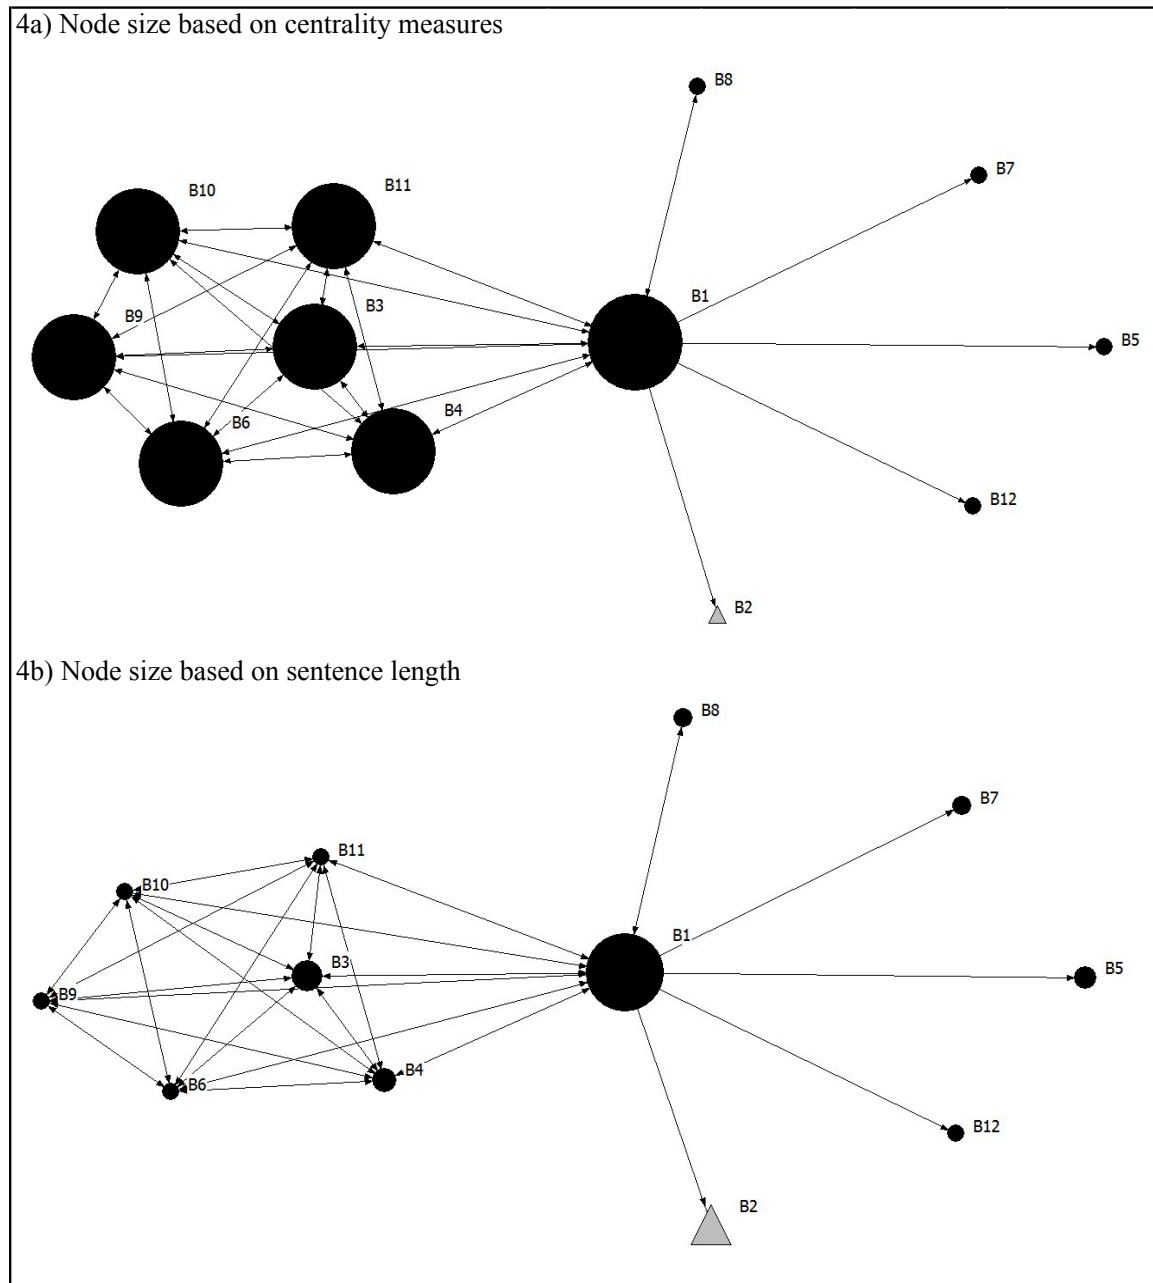 4a) Node size based on centrality measures
B8
B7
B10
B11
B1
B3
B9
B5
B6
B4
B12
B2
4b) Node size based on sentence length
B8
B7
B11
B10
B1
B3
B5
B9
B4
B6
B12
B2